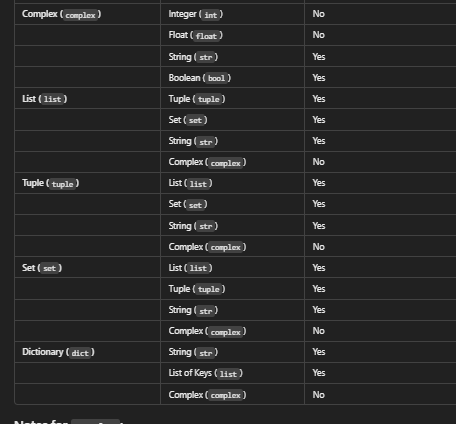 Complex ( complex ) Integer ( int ) No
Float ( float ) No
String ( str ) Yes
Boolean ( bool ) Yes
List ( list ) Tuple ( tuple ) Yes
Set ( set ) Yes
String ( str ) Yes
Complex ( complex ) No
Tuple ( tuple ) List ( list ) Yes
Set ( set ) Yes
String ( str ) Yes
Complex ( complex ) No
Set ( set ) List ( list ) Yes
Tuple ( tuple ) Yes
String ( str ) Yes
Complex ( complex ) No
Dictionary ( dict ) String ( str ) Yes
List of Keys ( list ) Yes
Complex ( complex ) No
Notes for